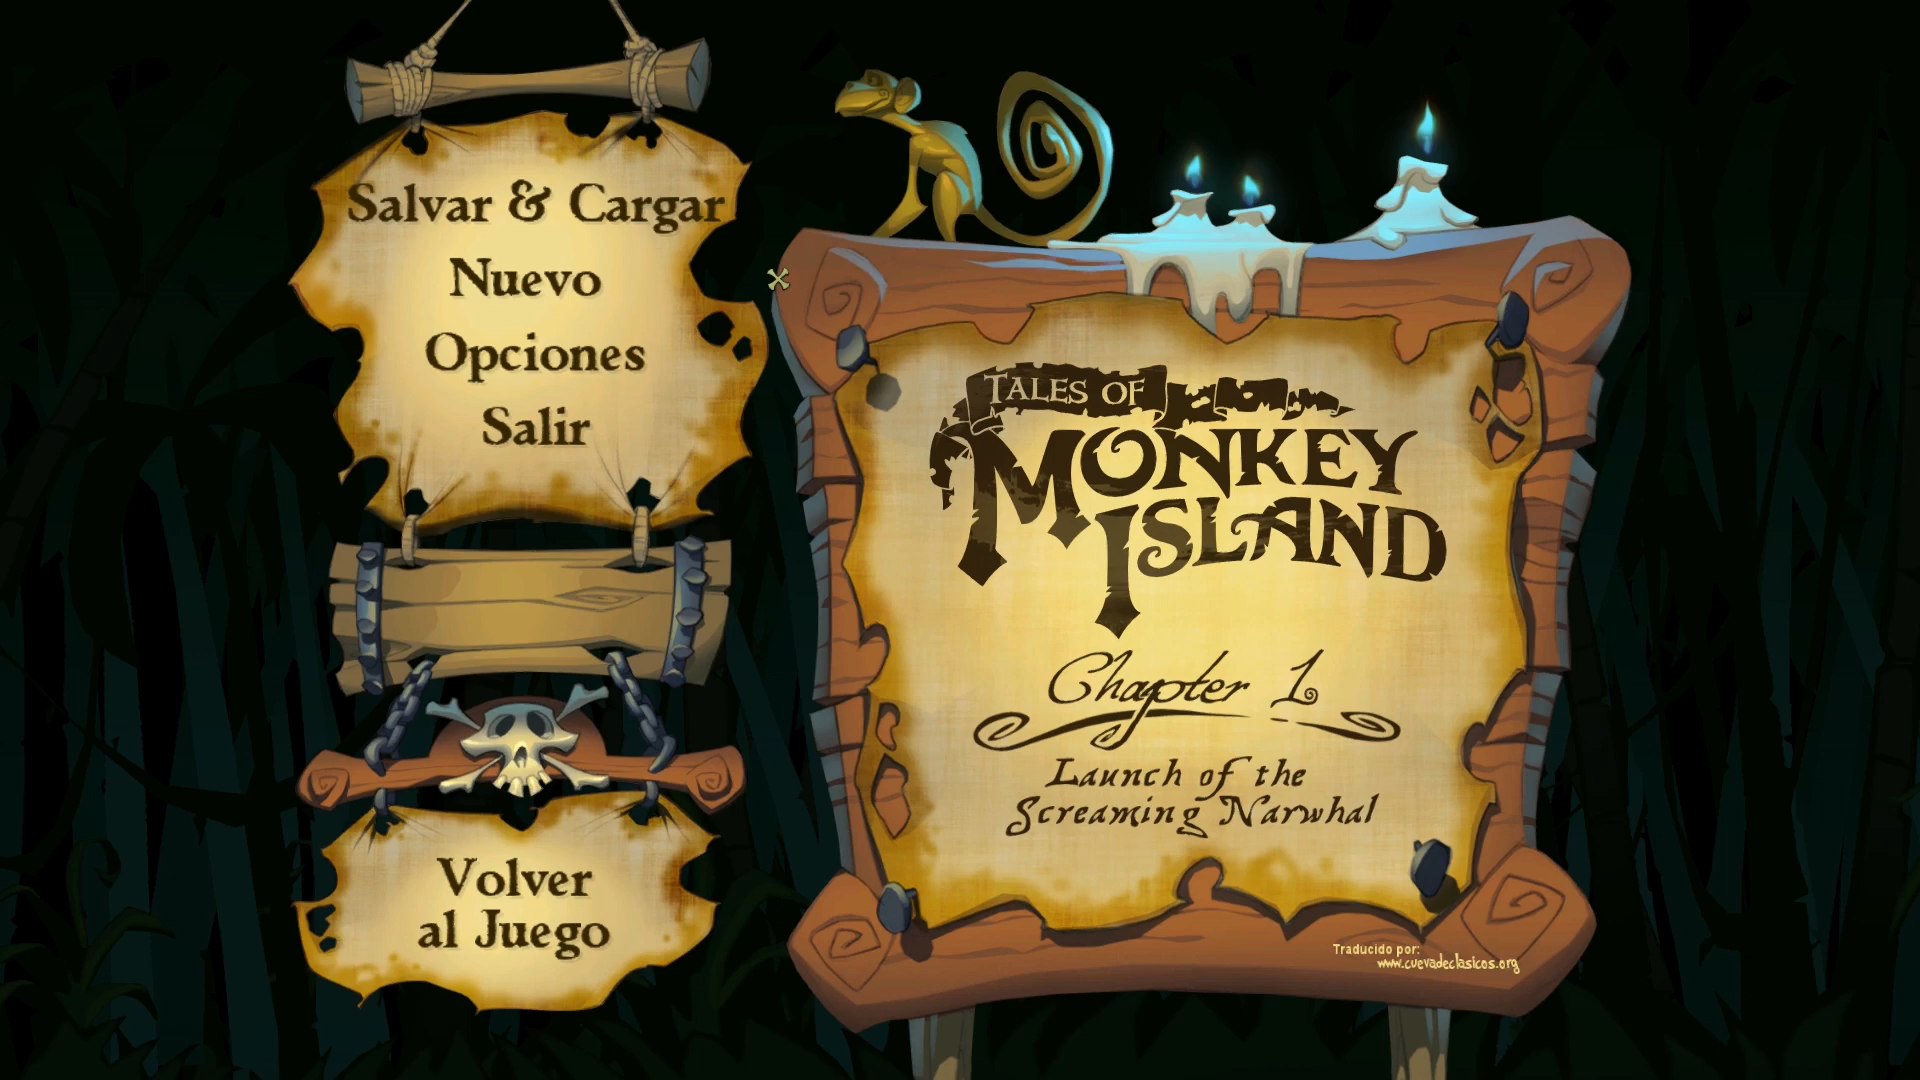 Salvar & Cargar
Nuevo
Opciones
Salir
Volver
al Juego
TALES OF
MONKEY
ISLAND
Chapter 1
Launch of the
Screaming Narwhal
Traducido por:
www.cuevadeclasicos.org